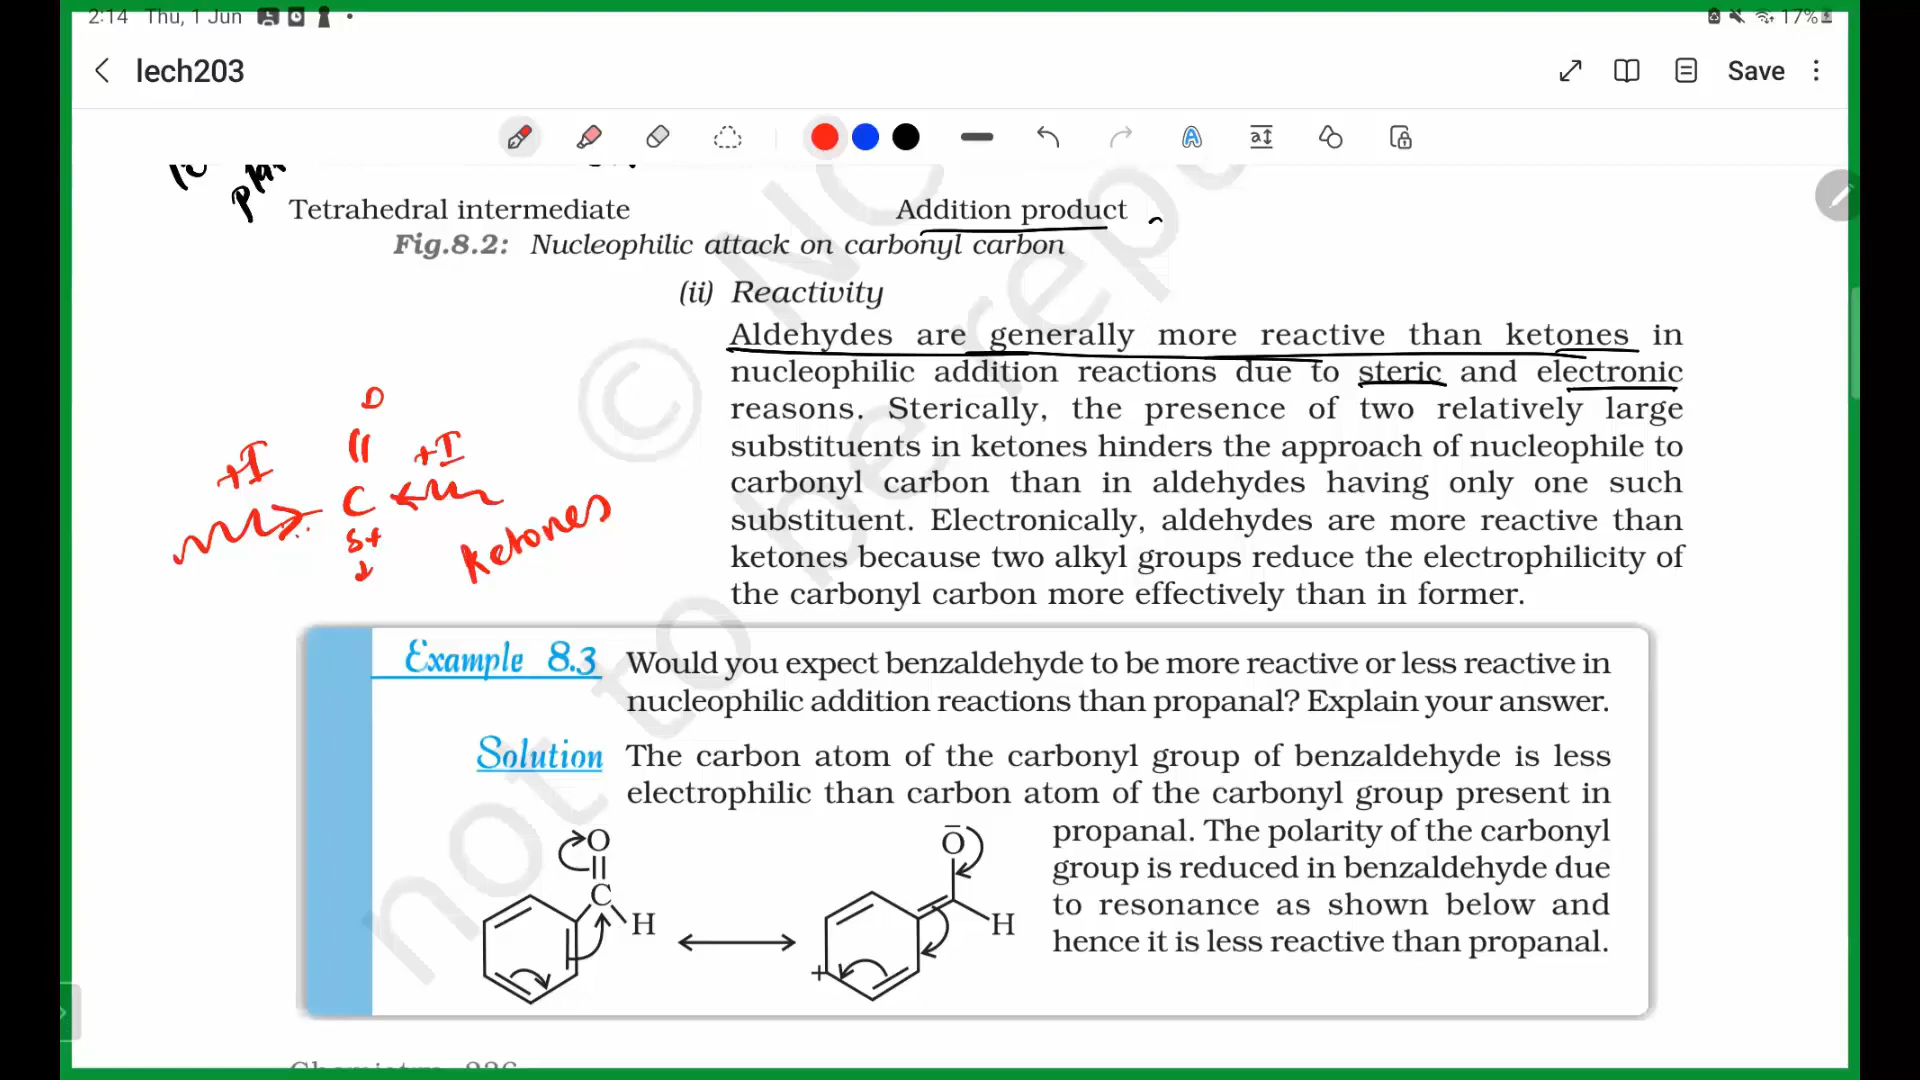 2:14 Thu, 1 Jun
17%
lech203
Save
Tetrahedral intermediate Addition product
Fig.8.2: Nucleophilic attack on carbonyl carbon
(ii) Reactivity
Aldehydes are generally more reactive than ketones in
nucleophilic addition reactions due to steric and electronic
reasons. Sterically, the presence of two relatively large
substituents in ketones hinders the approach of nucleophile to
carbonyl carbon than in aldehydes having only one such
substituent. Electronically, aldehydes are more reactive than
ketones because two alkyl groups reduce the electrophilicity of
the carbonyl carbon more effectively than in former.
O
+I +I
C
δ+
ketones
Example 8.3 Would you expect benzaldehyde to be more reactive or less reactive in
nucleophilic addition reactions than propanal? Explain your answer.
Solution The carbon atom of the carbonyl group of benzaldehyde is less
electrophilic than carbon atom of the carbonyl group present in
propanal. The polarity of the carbonyl
group is reduced in benzaldehyde due
to resonance as shown below and
hence it is less reactive than propanal.
O O
C
H H
+
Chemistry 236
© NC
not to be repu